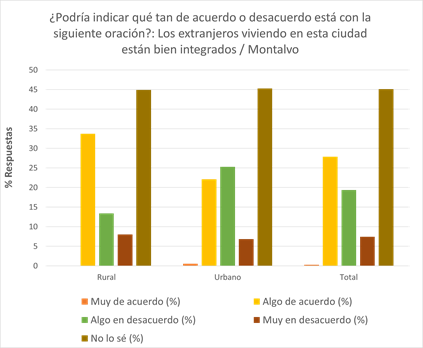 ¿Podría indicar qué tan de acuerdo o desacuerdo está con la
siguiente oración?: Los extranjeros viviendo en esta ciudad
están bien integrados / Montalvo
% Respuestas
50
45
40
35
30
25
20
15
10
5
0
Rural Urbano Total
Muy de acuerdo (%) Algo de acuerdo (%)
Algo en desacuerdo (%) Muy en desacuerdo (%)
No lo sé (%)